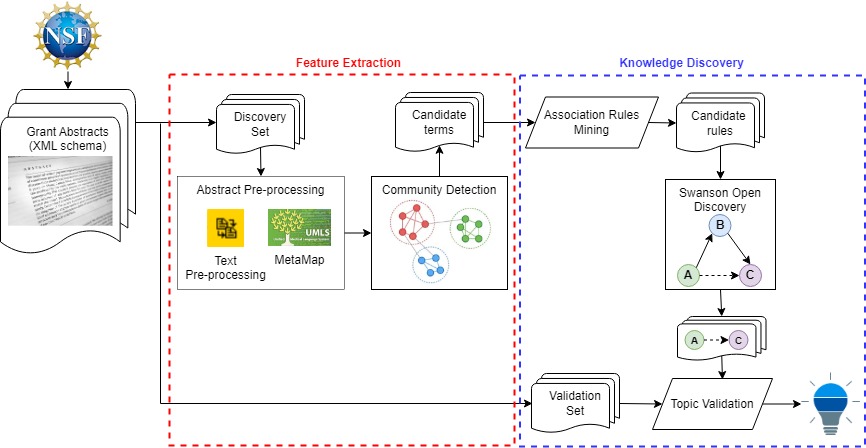 NSF
Feature Extraction
Knowledge Discovery
Grant Abstracts
(XML schema)
ABSTRACT
Discovery
Set
Candidate
terms
Association Rules
Mining
Candidate
rules
Abstract Pre-processing
Text
Pre-processing
UMLS
MetaMap
Community Detection
Swanson Open
Discovery
B
A
C
A
C
Validation
Set
Topic Validation